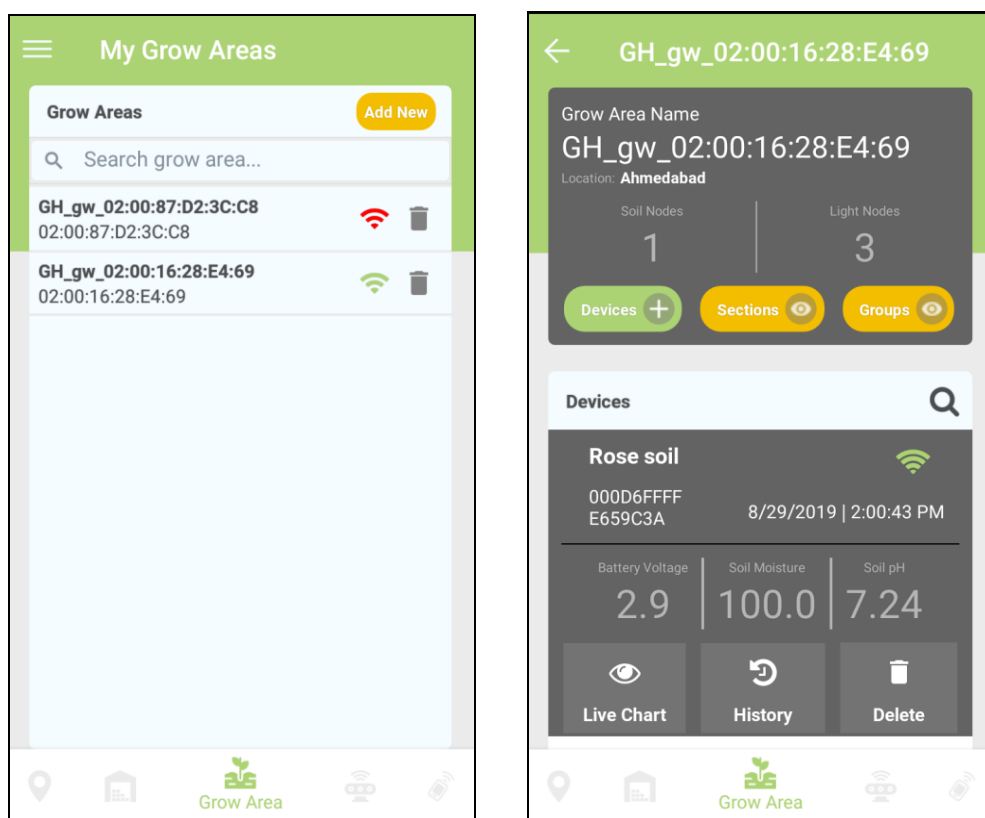 My Grow Areas
Grow Areas
Add New
Search grow area...
GH_gw_02:00:87:D2:3C:C8
02:00:87:D2:3C:C8
GH_gw_02:00:16:28:E4:69
02:00:16:28:E4:69
Grow Area
GH_gw_02:00:16:28:E4:69
Grow Area Name
GH_gw_02:00:16:28:E4:69
Location: Ahmedabad
Soil Nodes Light Nodes
1 3
Devices Sections Groups
Devices
Rose soil
000D6FFFF
E659C3A 8/29/2019 | 2:00:43 PM
Battery Voltage Soil Moisture Soil pH
2.9 100.0 7.24
Live Chart History Delete
Grow Area